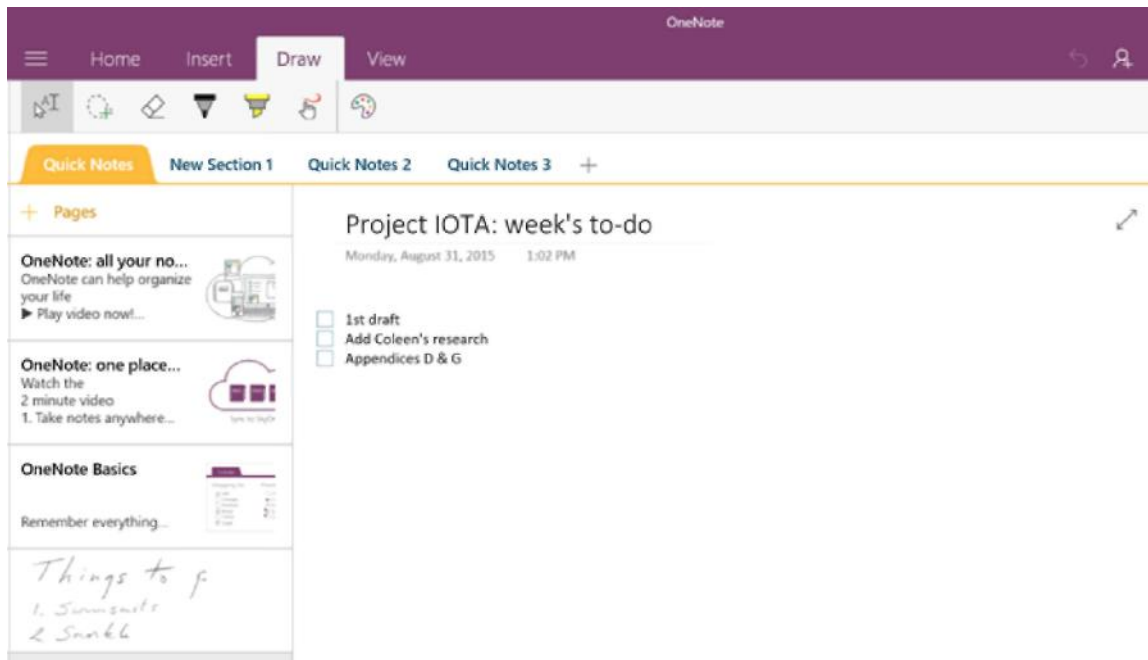 OneNote
Home Insert Draw View
Quick Notes New Section 1 Quick Notes 2 Quick Notes 3
Pages
OneNote: all your no...
OneNote can help organize
your life
Play video now!...
OneNote: one place...
Watch the
2 minute video
1. Take notes anywhere...
OneNote Basics
Remember everything...
Things to
1.
2
Project IOTA: week's to-do
Monday, August 31, 2015 1:02 PM
1st draft
Add Coleen's research
Appendices D & G